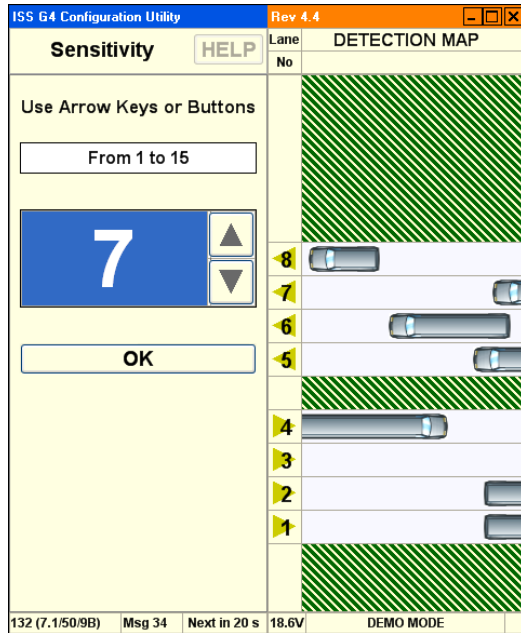 ISS G4 Configuration Utility Rev 4.4
Sensitivity
HELP
Lane No
DETECTION MAP
Use Arrow Keys or Buttons
From 1 to 15
7
OK
8
7
6
5
4
3
2
1
132 (7.1/50/9B) Msg 34 Next in 20 s 18.6V DEMO MODE